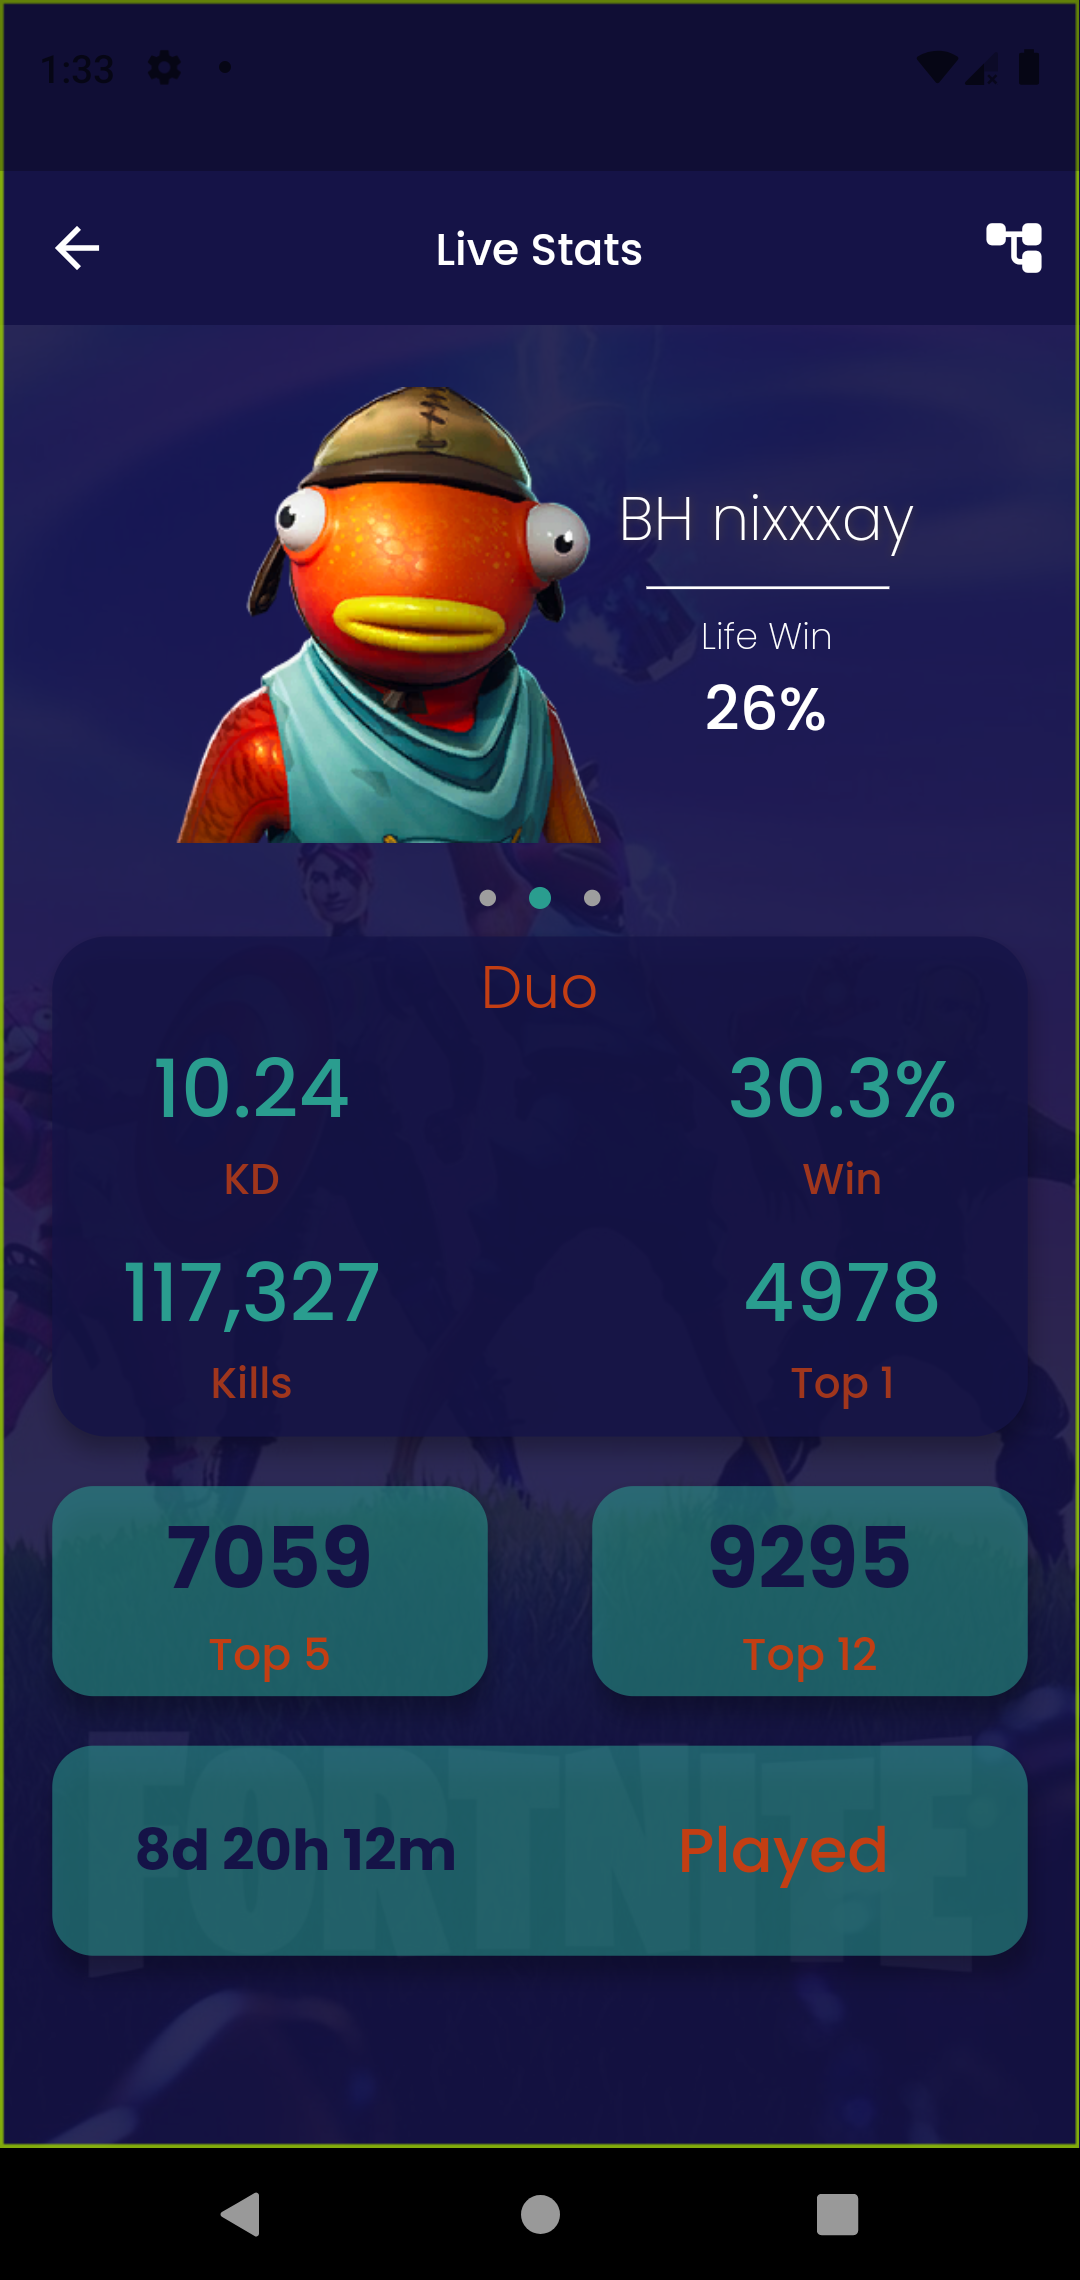 1:33
Live Stats
BH nixxxay
Life Win
26%
Duo
10.24 30.3%
KD Win
117,327 4978
Kills Top 1
7059 9295
Top 5 Top 12
FORTNITE
8d 20h 12m Played